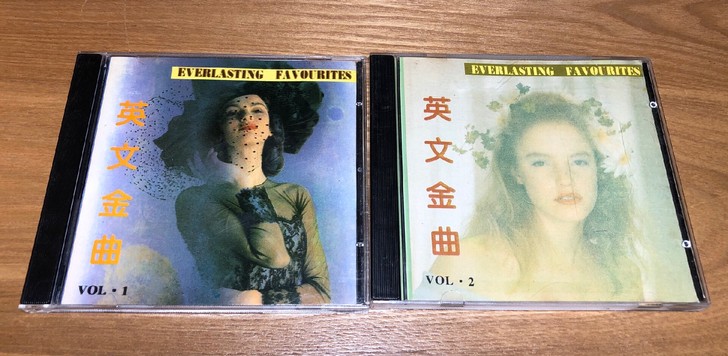 EVERLASTING FAVOURITES
英文金曲
VOL·1
EVERLASTING FAVOURITES
英文金曲
VOL·2